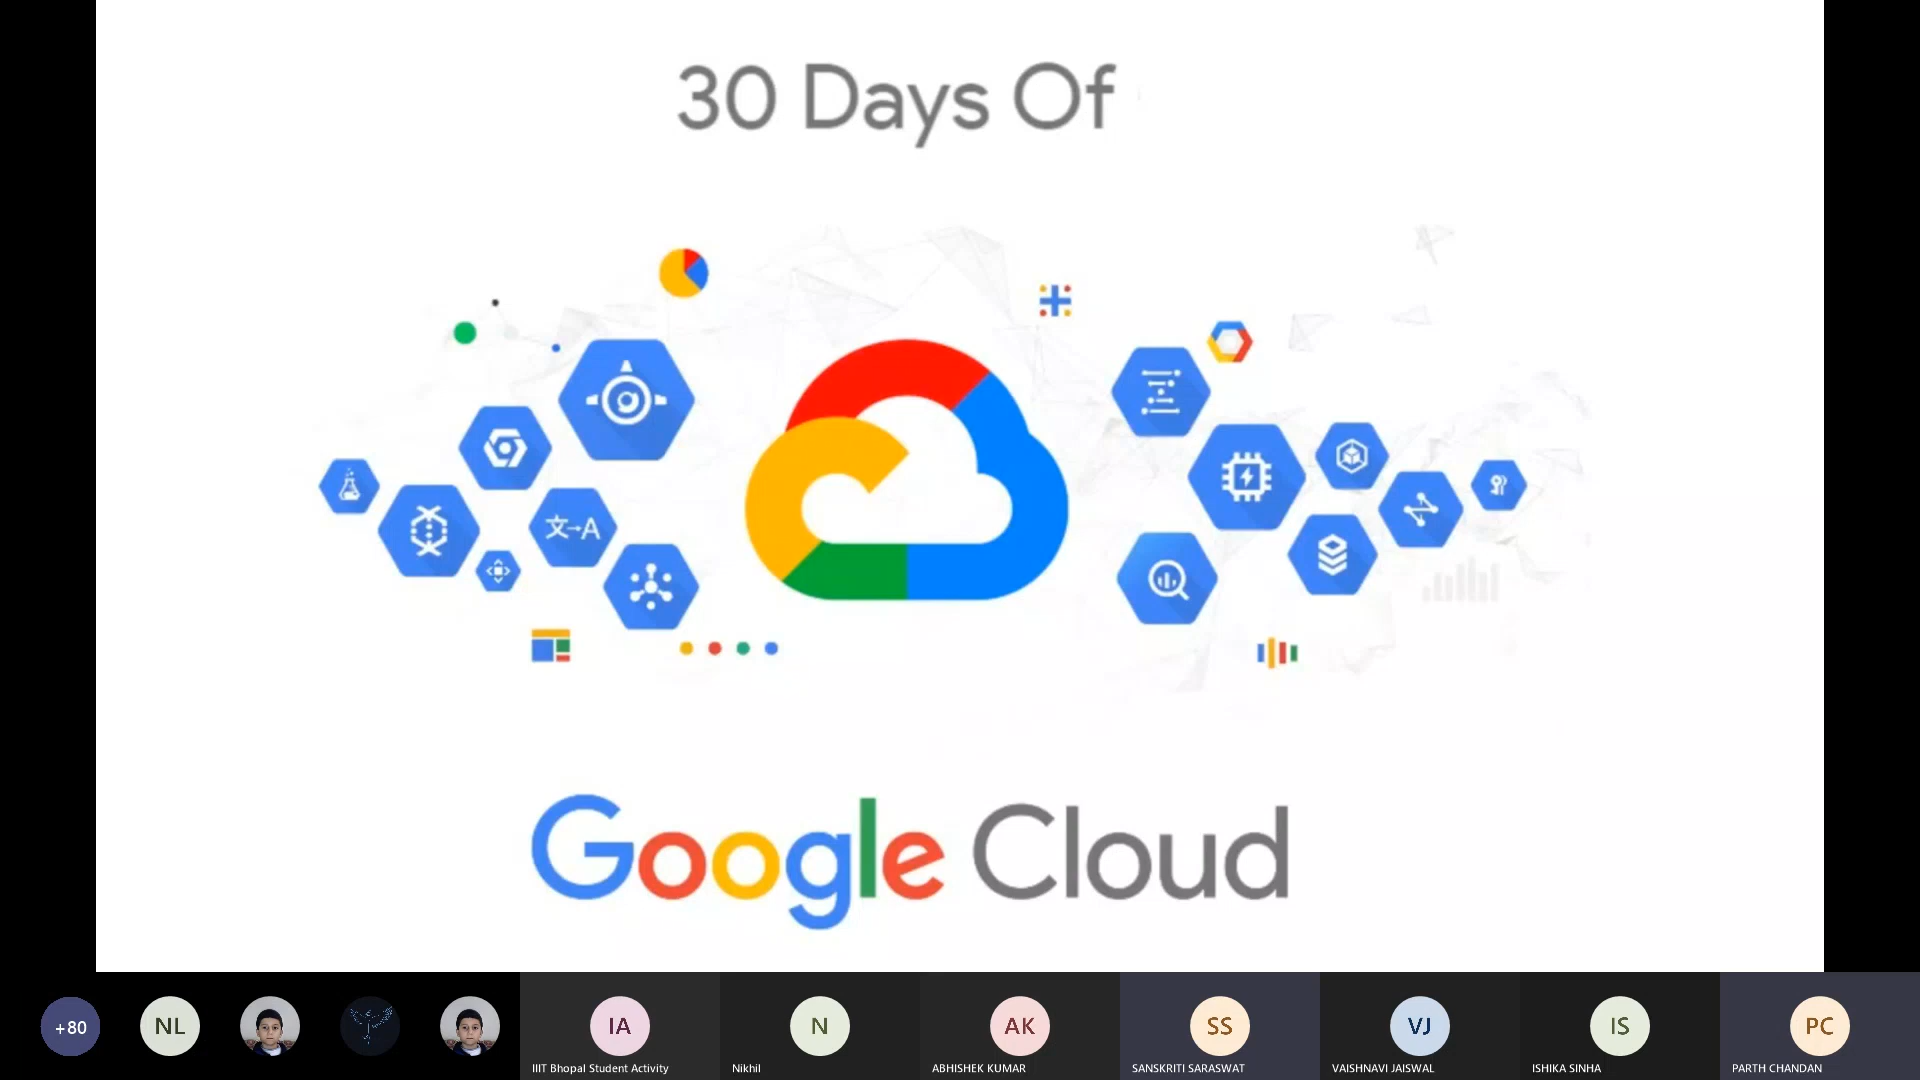 30 Days Of
文→A
Google Cloud
+80
NL
IA
N
AK
SS
VJ
IS
PC
IIIT Bhopal Student Activity
Nikhil
ABHISHEK KUMAR
SANSKRITI SARASWAT
VAISHNAVI JAISWAL
ISHIKA SINHA
PARTH CHANDAN